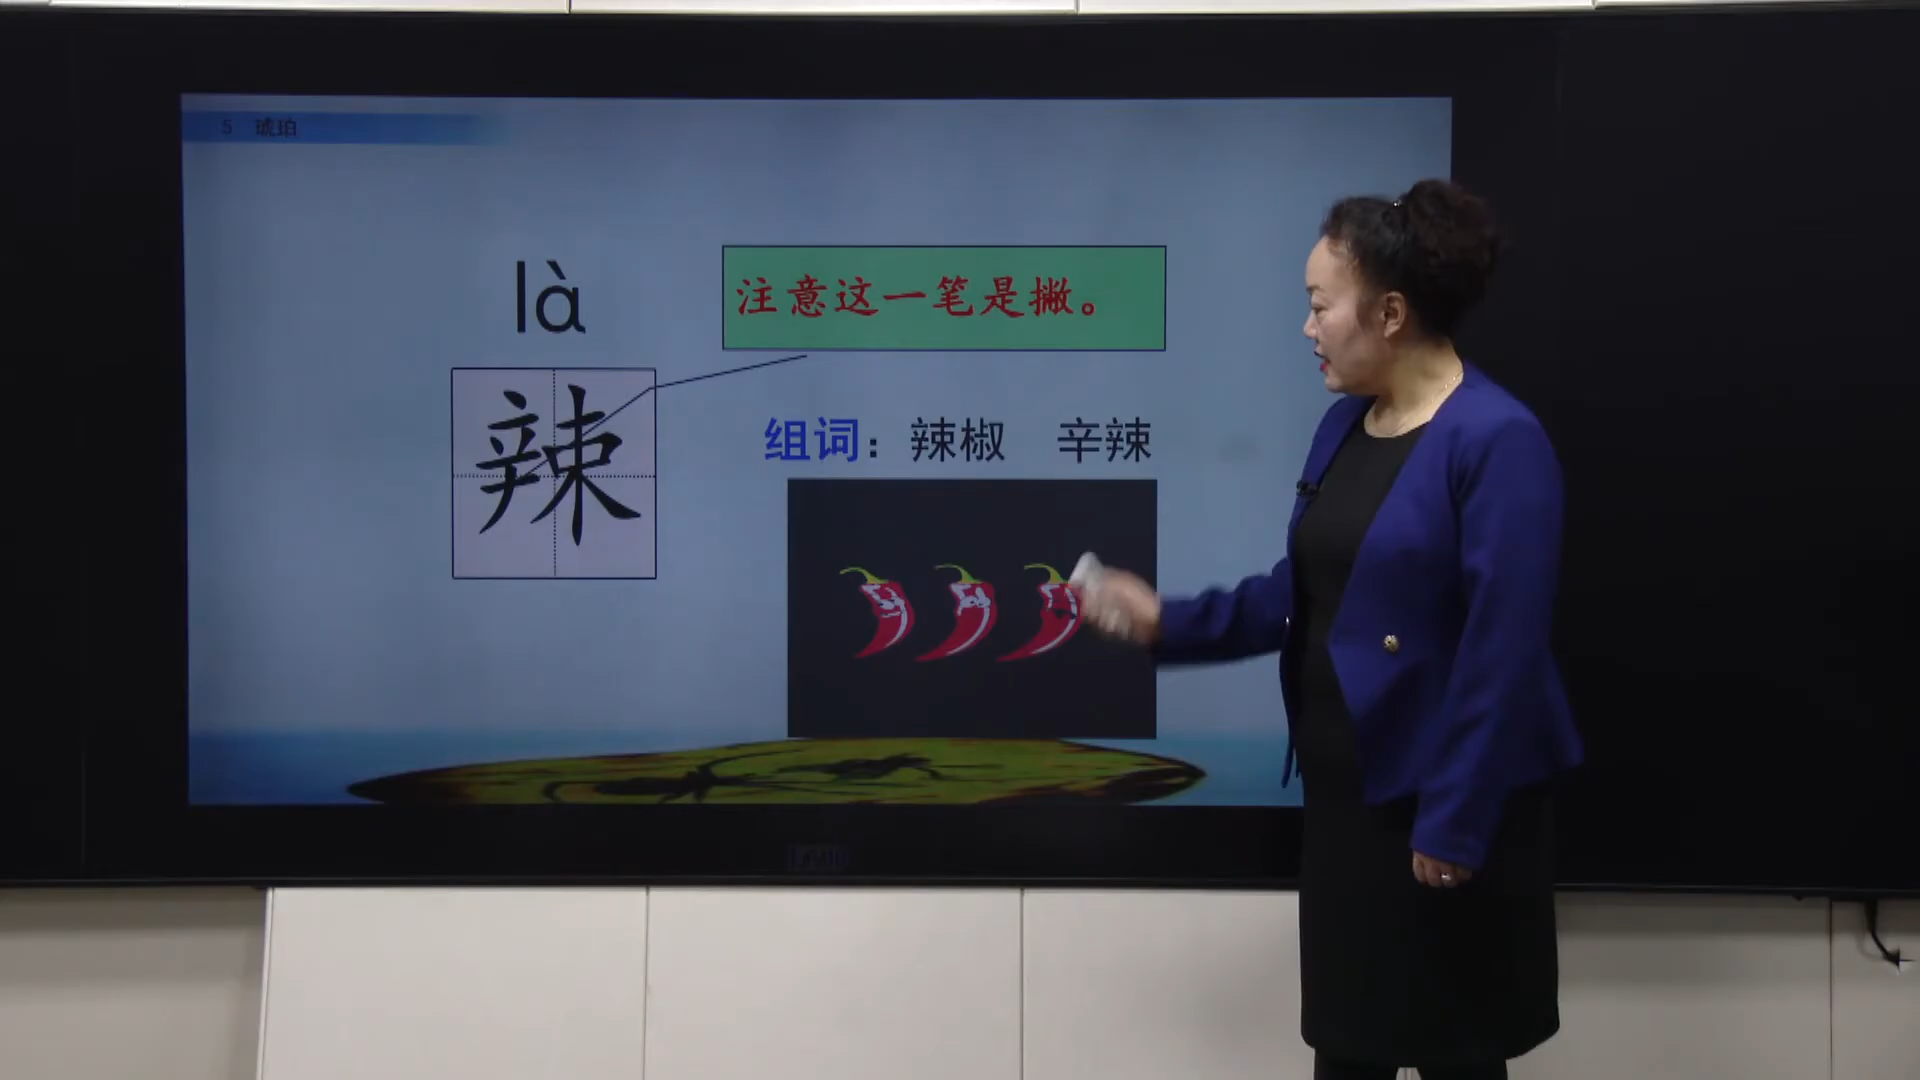 5 琥珀
là
注意这一笔是撇。
辣
组词：辣椒 辛辣